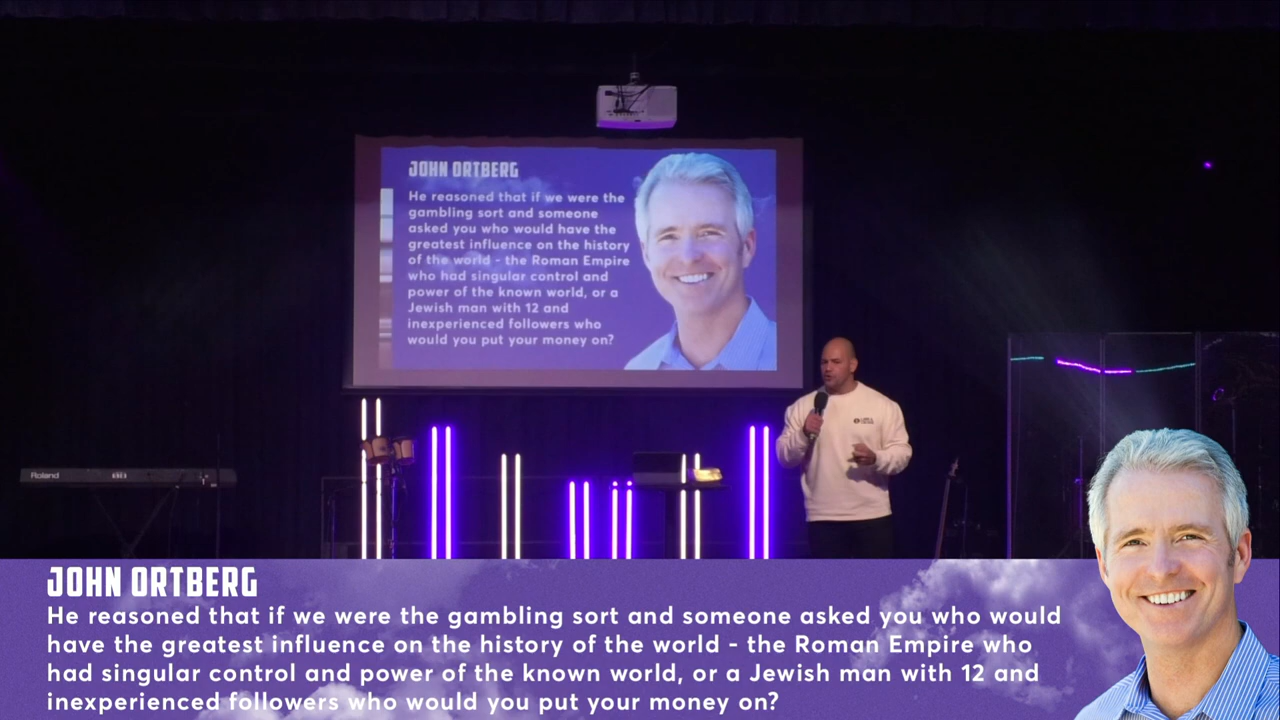 JOHN ORTBERG
He reasoned that if we were the
gambling sort and someone
asked you who would have the
greatest influence on the history
of the world - the Roman Empire
who had singular control and
power of the known world, or a
Jewish man with 12 and
inexperienced followers who
would you put your money on?
Roland
JOHN ORTBERG
He reasoned that if we were the gambling sort and someone asked you who would
have the greatest influence on the history of the world - the Roman Empire who
had singular control and power of the known world, or a Jewish man with 12 and
inexperienced followers who would you put your money on?